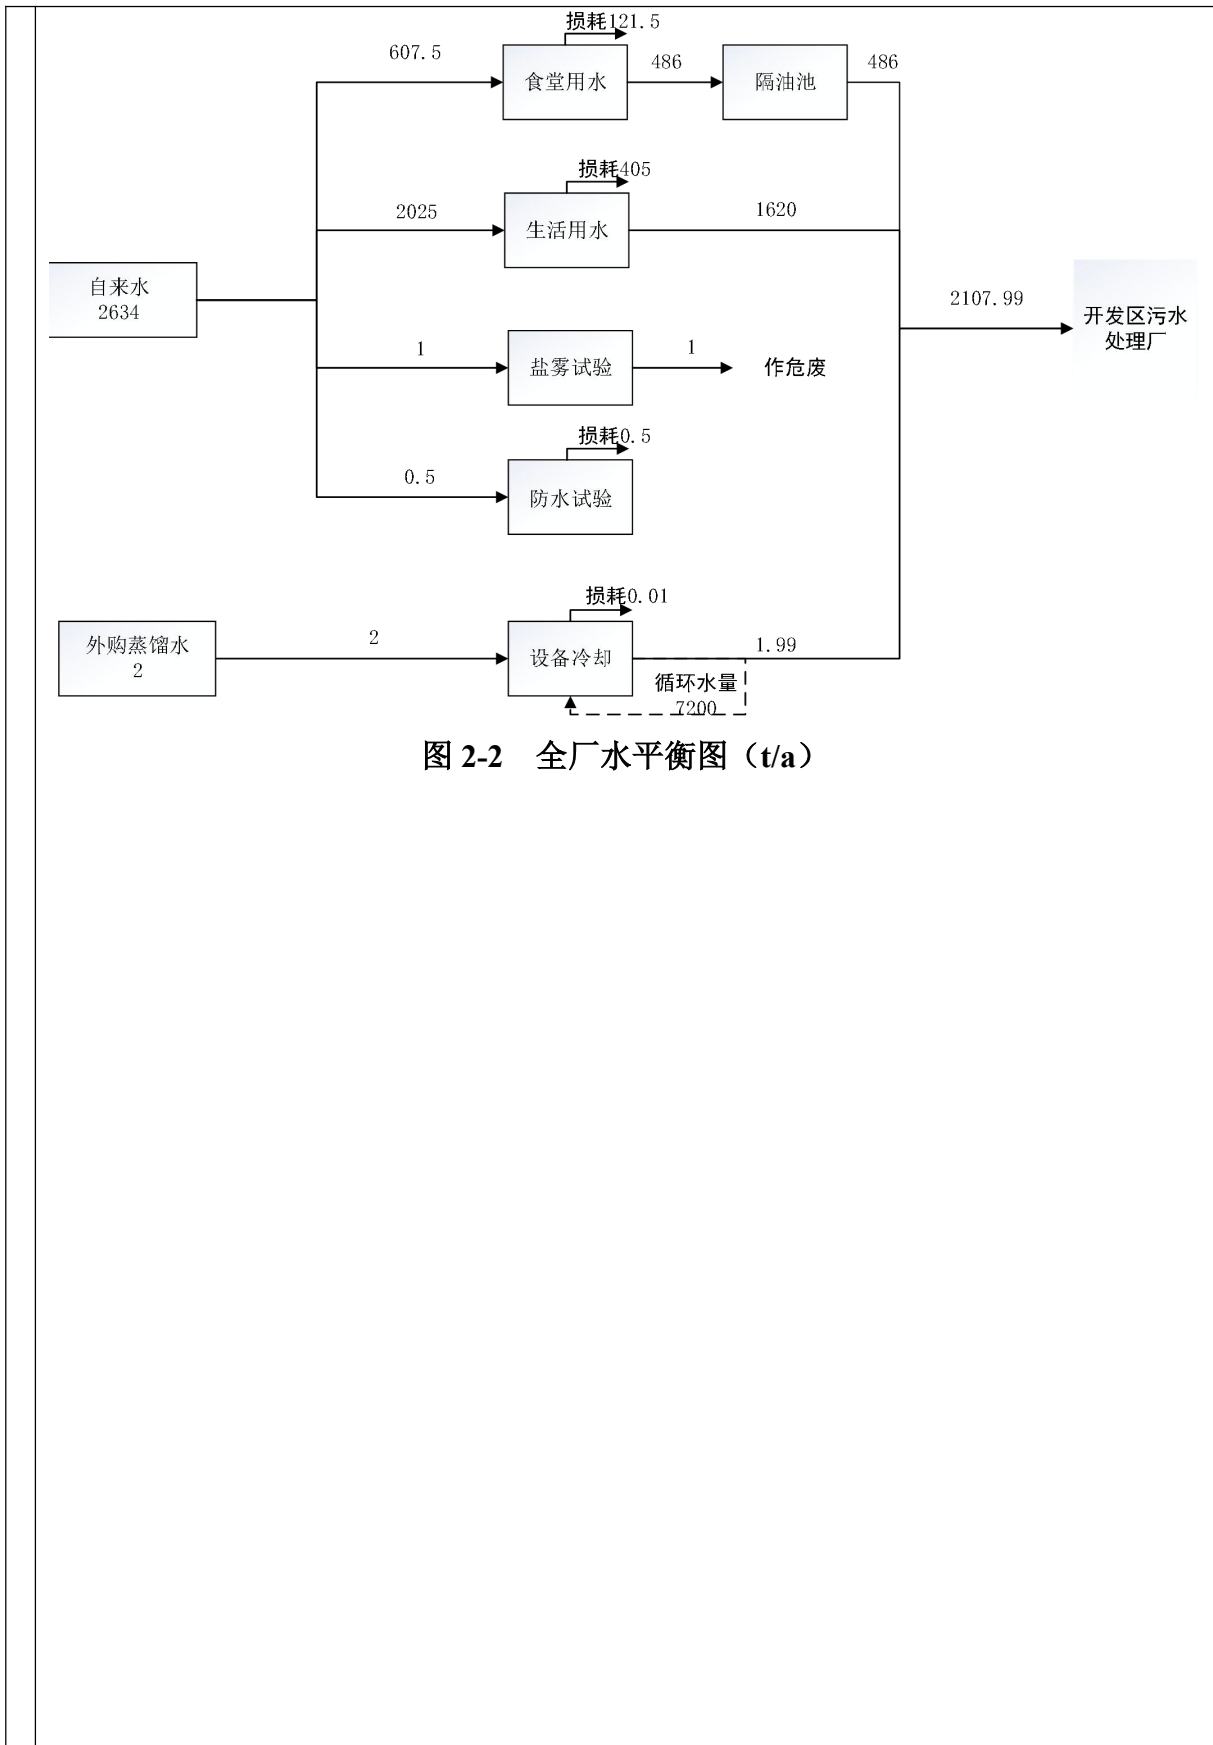 损耗121.5
607.5
食堂用水
486
隔油池
486
损耗405
2025
生活用水
1620
自来水
2634
2107.99
开发区污水
处理厂
1
盐雾试验
1
作危废
损耗0.5
0.5
防水试验
损耗0.01
外购蒸馏水
2
2
设备冷却
1.99
循环水量
7200
图 2-2 全厂水平衡图（t/a）